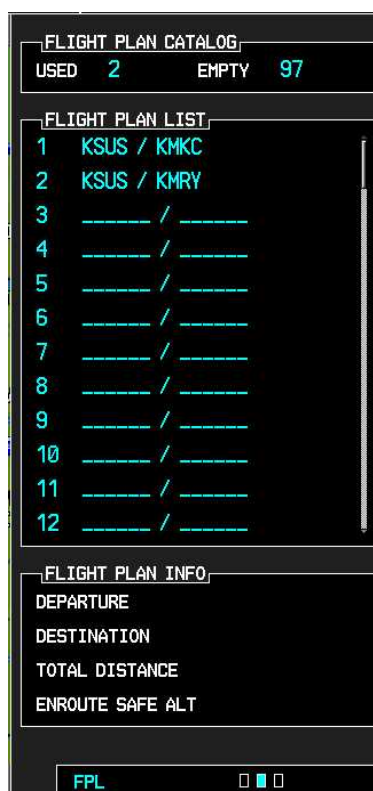 FLIGHT PLAN CATALOG
USED 2 EMPTY 97
FLIGHT PLAN LIST
1 KSUS / KMKC
2 KSUS / KMRY
3 ______ / ______
4 ______ / ______
5 ______ / ______
6 ______ / ______
7 ______ / ______
8 ______ / ______
9 ______ / ______
10 ______ / ______
11 ______ / ______
12 ______ / ______
FLIGHT PLAN INFO
DEPARTURE
DESTINATION
TOTAL DISTANCE
ENROUTE SAFE ALT
FPL